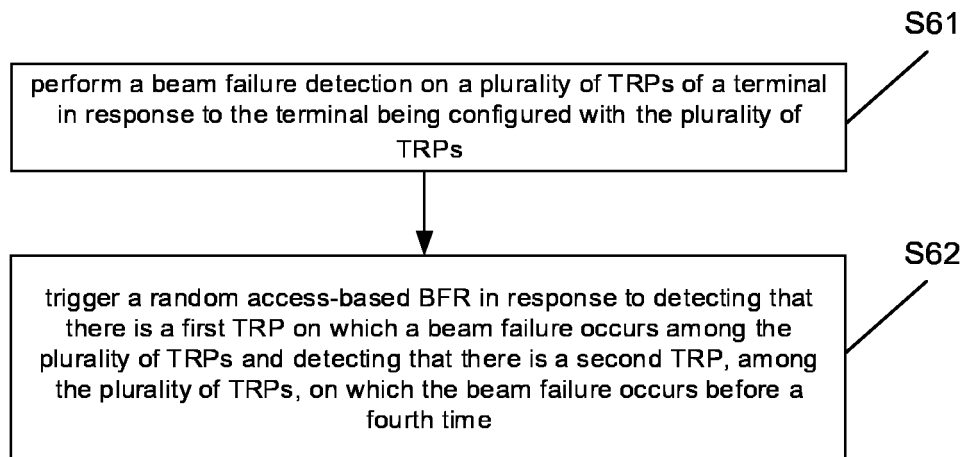 S61
perform a beam failure detection on a plurality of TRPs of a terminal
in response to the terminal being configured with the plurality of
TRPs
S62
trigger a random access-based BFR in response to detecting that
there is a first TRP on which a beam failure occurs among the
plurality of TRPs and detecting that there is a second TRP, among
the plurality of TRPs, on which the beam failure occurs before a
fourth time